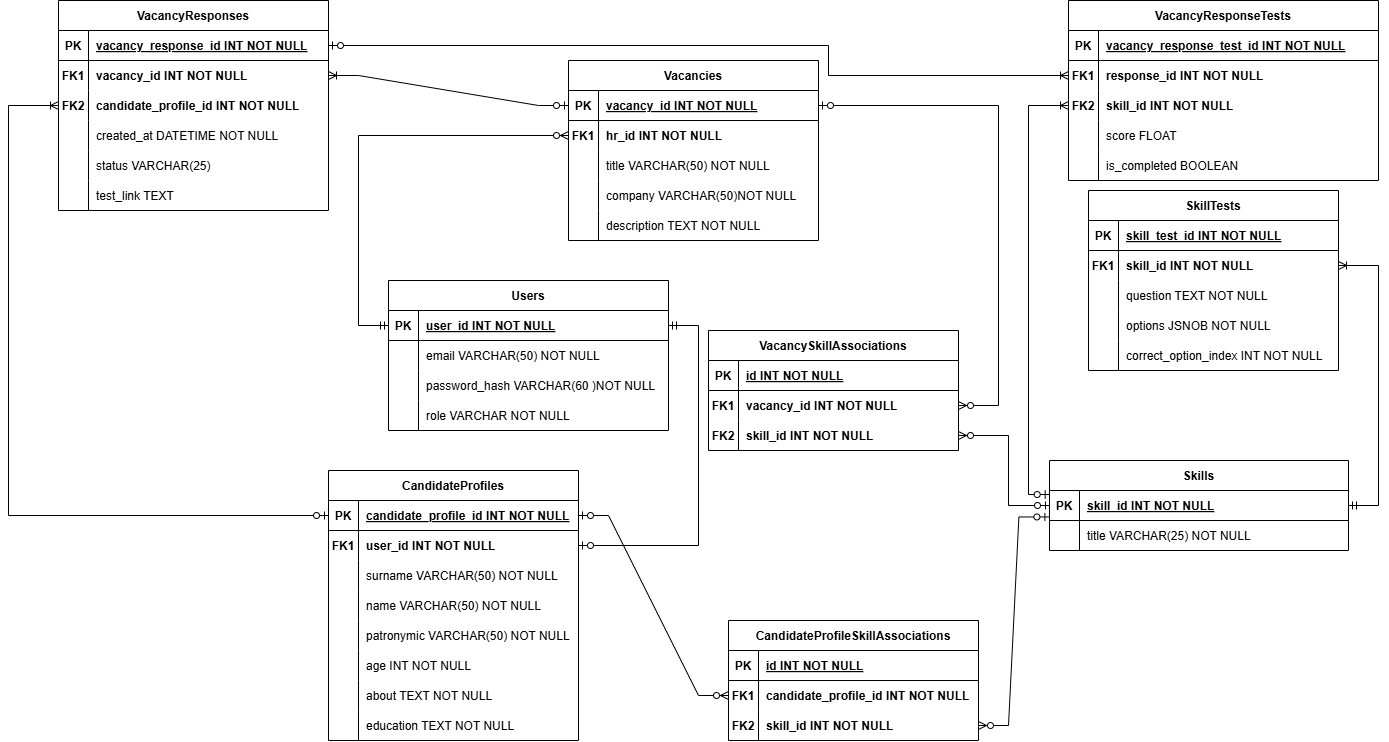 VacancyResponses
PK vacancy_response_id INT NOT NULL
FK1 vacancy_id INT NOT NULL
FK2 candidate_profile_id INT NOT NULL
created_at DATETIME NOT NULL
status VARCHAR(25)
test_link TEXT
Vacancies
PK vacancy_id INT NOT NULL
FK1 hr_id INT NOT NULL
title VARCHAR(50) NOT NULL
company VARCHAR(50)NOT NULL
description TEXT NOT NULL
VacancyResponseTests
PK vacancy_response_test_id INT NOT NULL
FK1 response_id INT NOT NULL
FK2 skill_id INT NOT NULL
score FLOAT
is_completed BOOLEAN
SkillTests
PK skill_test_id INT NOT NULL
FK1 skill_id INT NOT NULL
question TEXT NOT NULL
options JSNOB NOT NULL
correct_option_index INT NOT NULL
Users
PK user_id INT NOT NULL
email VARCHAR(50) NOT NULL
password_hash VARCHAR(60 )NOT NULL
role VARCHAR NOT NULL
VacancySkillAssociations
PK id INT NOT NULL
FK1 vacancy_id INT NOT NULL
FK2 skill_id INT NOT NULL
Skills
PK skill_id INT NOT NULL
title VARCHAR(25) NOT NULL
CandidateProfiles
PK candidate_profile_id INT NOT NULL
FK1 user_id INT NOT NULL
surname VARCHAR(50) NOT NULL
name VARCHAR(50) NOT NULL
patronymic VARCHAR(50) NOT NULL
age INT NOT NULL
about TEXT NOT NULL
education TEXT NOT NULL
CandidateProfileSkillAssociations
PK id INT NOT NULL
FK1 candidate_profile_id INT NOT NULL
FK2 skill_id INT NOT NULL